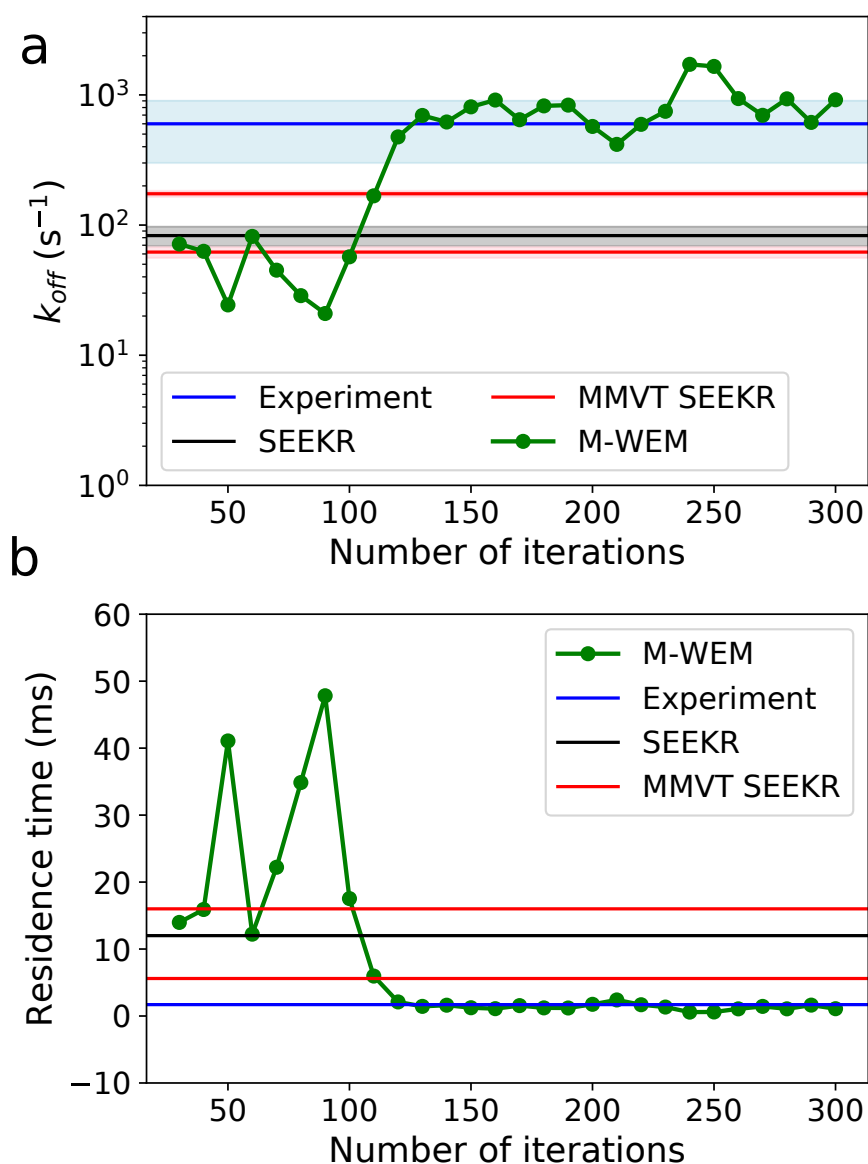 a
10³
10²
10¹
10⁰
k_off (s⁻¹)
Experiment
SEEKR
MMVT SEEKR
M-WEM
50 100 150 200 250 300
Number of iterations
b
60
50
40
30
20
10
0
−10
Residence time (ms)
M-WEM
Experiment
SEEKR
MMVT SEEKR
50 100 150 200 250 300
Number of iterations